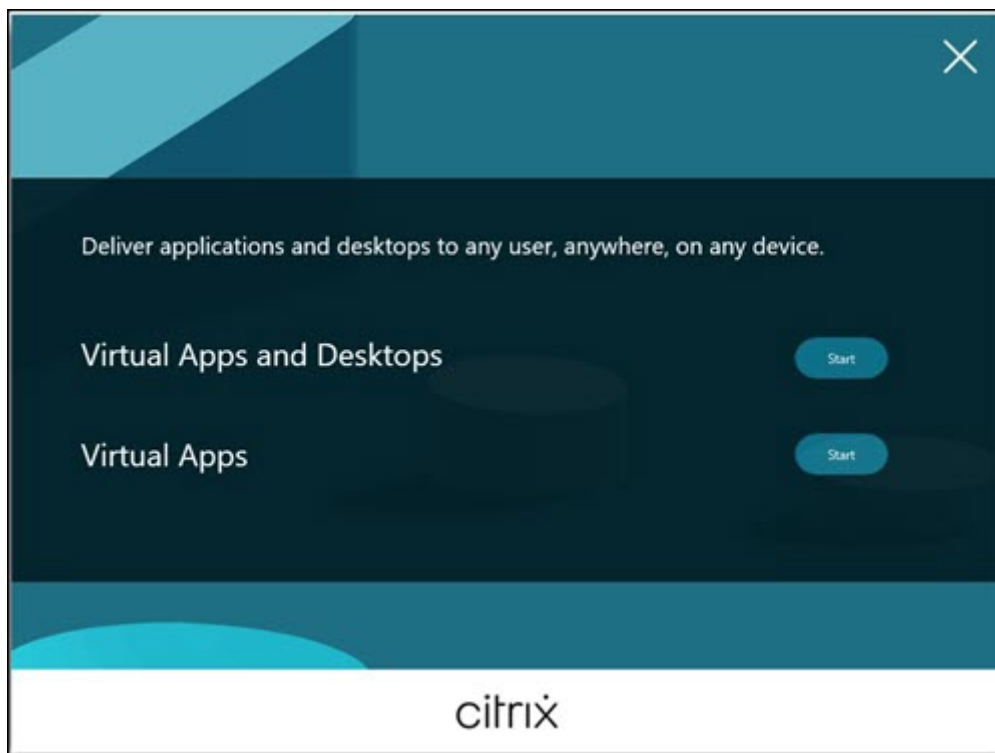 Deliver applications and desktops to any user, anywhere, on any device.
Virtual Apps and Desktops
Start
Virtual Apps
Start
citrix